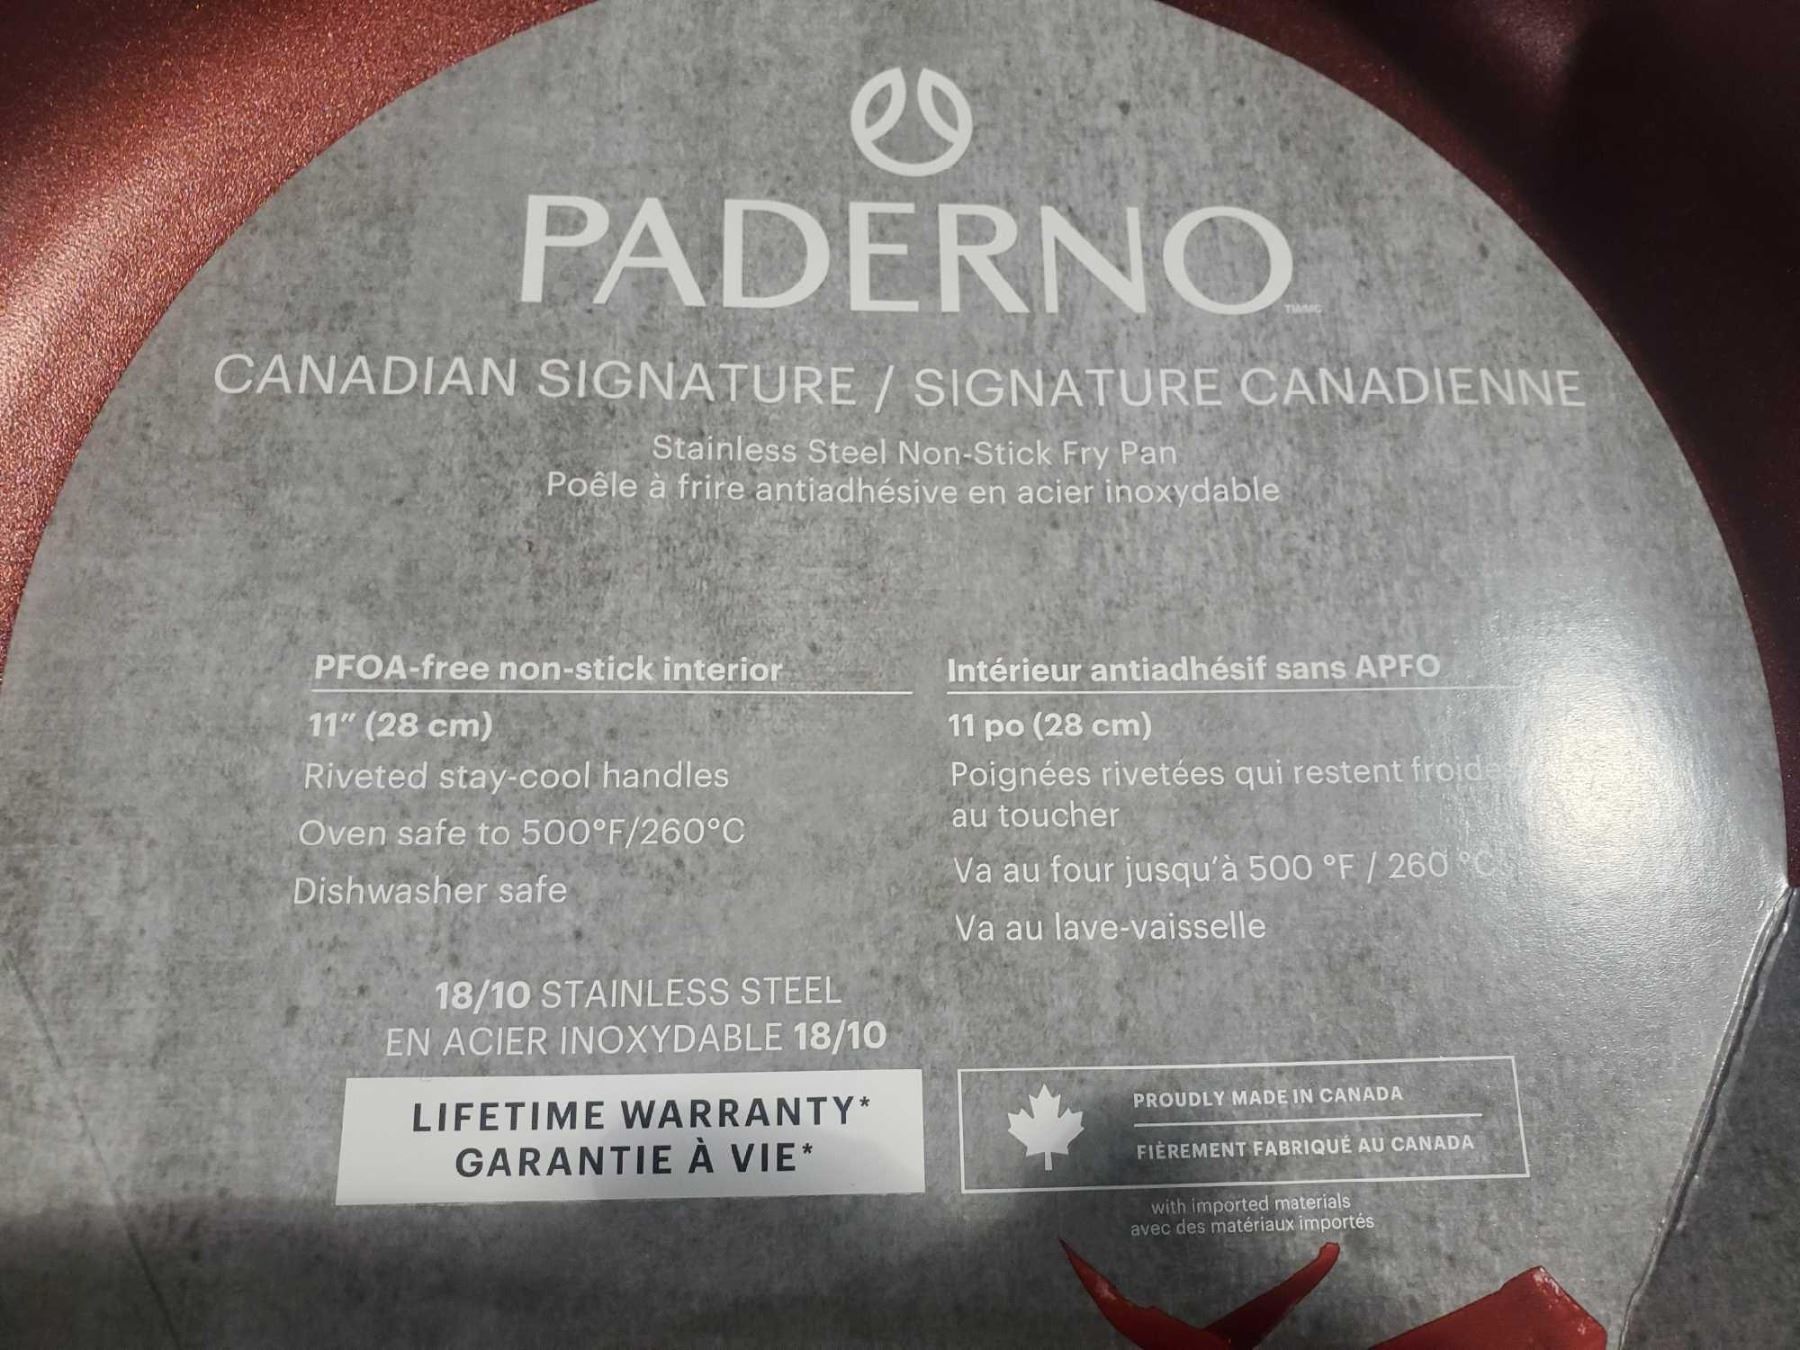 PADERNO
TM/MC
CANADIAN SIGNATURE / SIGNATURE CANADIENNE
Stainless Steel Non-Stick Fry Pan
Poêle à frire antiadhésive en acier inoxydable
PFOA-free non-stick interior
11″ (28 cm)
Riveted stay-cool handles
Oven safe to 500°F/260°C
Dishwasher safe
Intérieur antiadhésif sans APFO
11 po (28 cm)
Poignées rivetées qui restent froides
au toucher
Va au four jusqu’à 500 °F / 260 °C
Va au lave-vaisselle
18/10 STAINLESS STEEL
EN ACIER INOXYDABLE 18/10
LIFETIME WARRANTY*
GARANTIE À VIE*
PROUDLY MADE IN CANADA
FIÈREMENT FABRIQUÉ AU CANADA
with imported materials
avec des matériaux importés